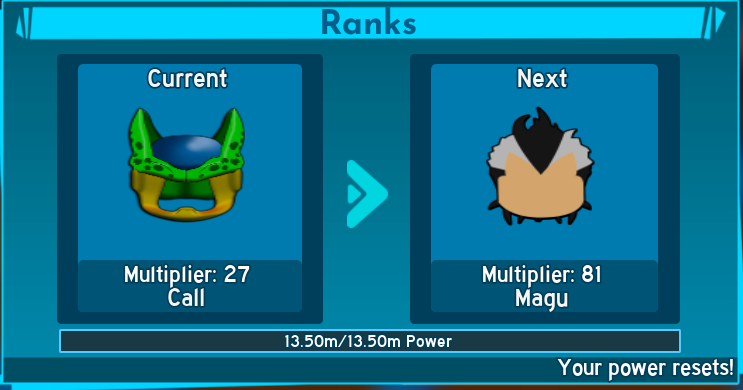 Ranks
Current
Next
Multiplier: 27
Call
Multiplier: 81
Magu
13.50m/13.50m Power
Your power resets!